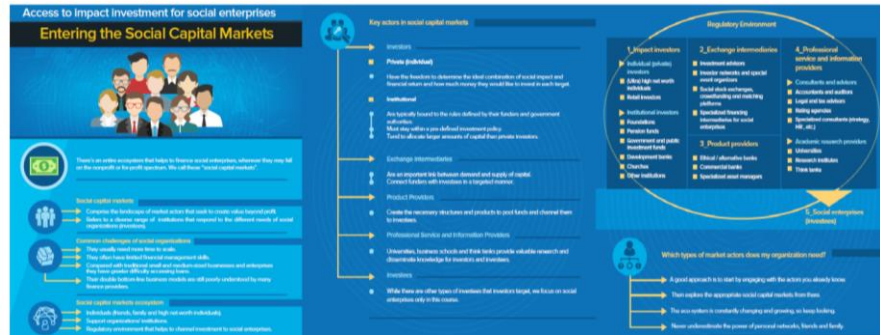 Access to impact investment for social enterprises
Entering the Social Capital Markets
There's an entire ecosystem that helps to finance social enterprises, wherever they may fall
on the nonprofit or for-profit spectrum. We call these "social capital markets".
Social capital markets
Comprise the landscape of market actors that seek to create value beyond profit.
Refers to a diverse range of institutions that respond to the different needs of social
organizations (investees).
Common challenges of social organizations
They usually need more time to scale.
They often have limited financial management skills.
Compared with traditional small and medium-sized businesses and enterprises
they have greater difficulty accessing loans.
Their double bottom-line business models are still poorly understood by many
finance providers.
Social capital markets ecosystem
Individuals (friends, family and high net worth individuals)
Support organizations/institutions.
Regulatory environment that helps to channel investment to social enterprises.
Key actors in social capital markets
Investors
Private (individual)
Have the freedom to determine the ideal combination of social impact and
financial return and how much money they would like to invest in each target.
Institutional
Are typically bound to the rules defined by their funders and government
authorities.
Must stay within a pre-defined investment policy.
Tend to allocate larger amounts of capital than private investors.
Exchange intermediaries
Are an important link between demand and supply of capital.
Connect funders with investees in a targeted manner.
Product Providers
Create the necessary structures and products to pool funds and channel them
to investees.
Professional Service and Information Providers
Universities, business schools and think tanks provide valuable research and
disseminate knowledge for investors and investees.
Investees
While there are other types of investees that investors target, we focus on social
enterprises only in this course.
Regulatory Environment
1_Impact investors
Individual (private)
investors
(Ultra) high net worth
individuals
Retail investors
Institutional investors
Foundations
Pension funds
Government and public
investment funds
Development banks
Churches
Other institutions
2_Exchange intermediaries
Investment advisors
Investor networks and special
event organizers
Social stock exchanges,
crowdfunding and matching
platforms
Specialized financing
intermediaries for social
enterprises
3_Product providers
Ethical / alternative banks
Commercial banks
Specialized asset managers
4_Professional
service and information
providers
Consultants and advisors
Accountants and auditors
Legal and tax advisors
Rating agencies
Specialized consultants (strategy,
HR, etc.)
Academic research providers
Universities
Research institutes
Think tanks
5_Social enterprises
(investees)
Which types of market actors does my organization need?
A good approach is to start by engaging with the actors you already know.
Then explore the appropriate social capital markets from there.
The eco-system is constantly changing and growing, so keep looking.
Never underestimate the power of personal networks, friends and family.